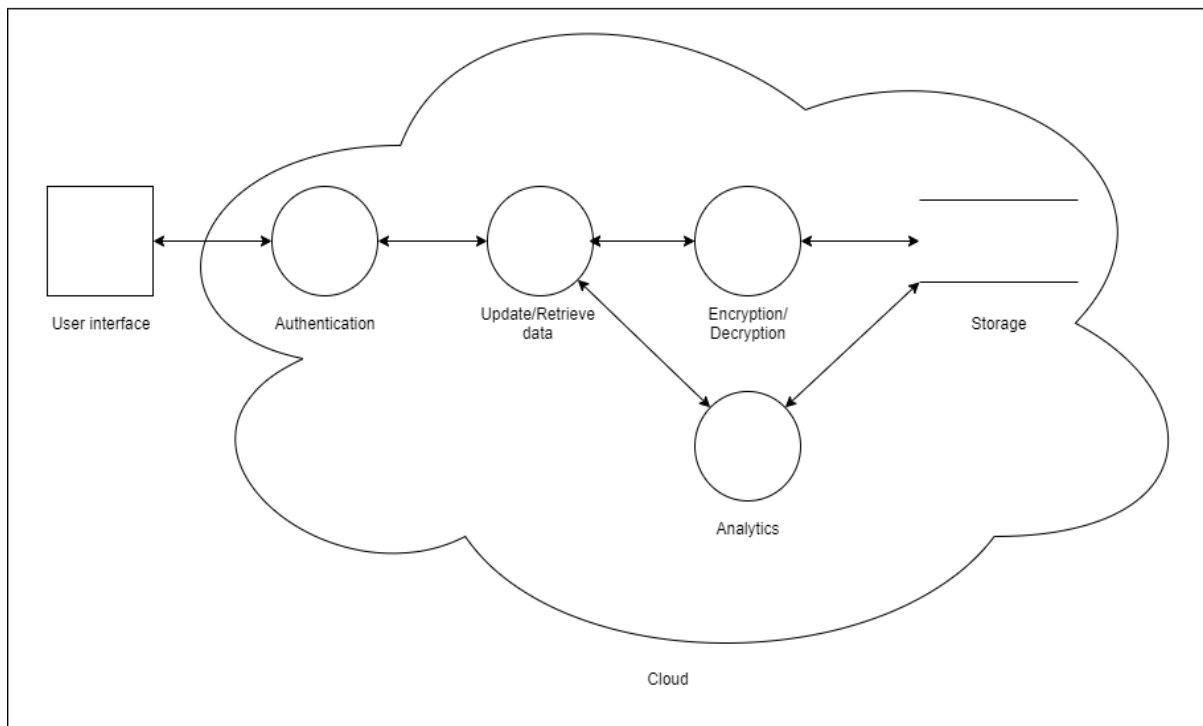 User interface
Authentication
Update/Retrieve
data
Encryption/
Decryption
Storage
Analytics
Cloud